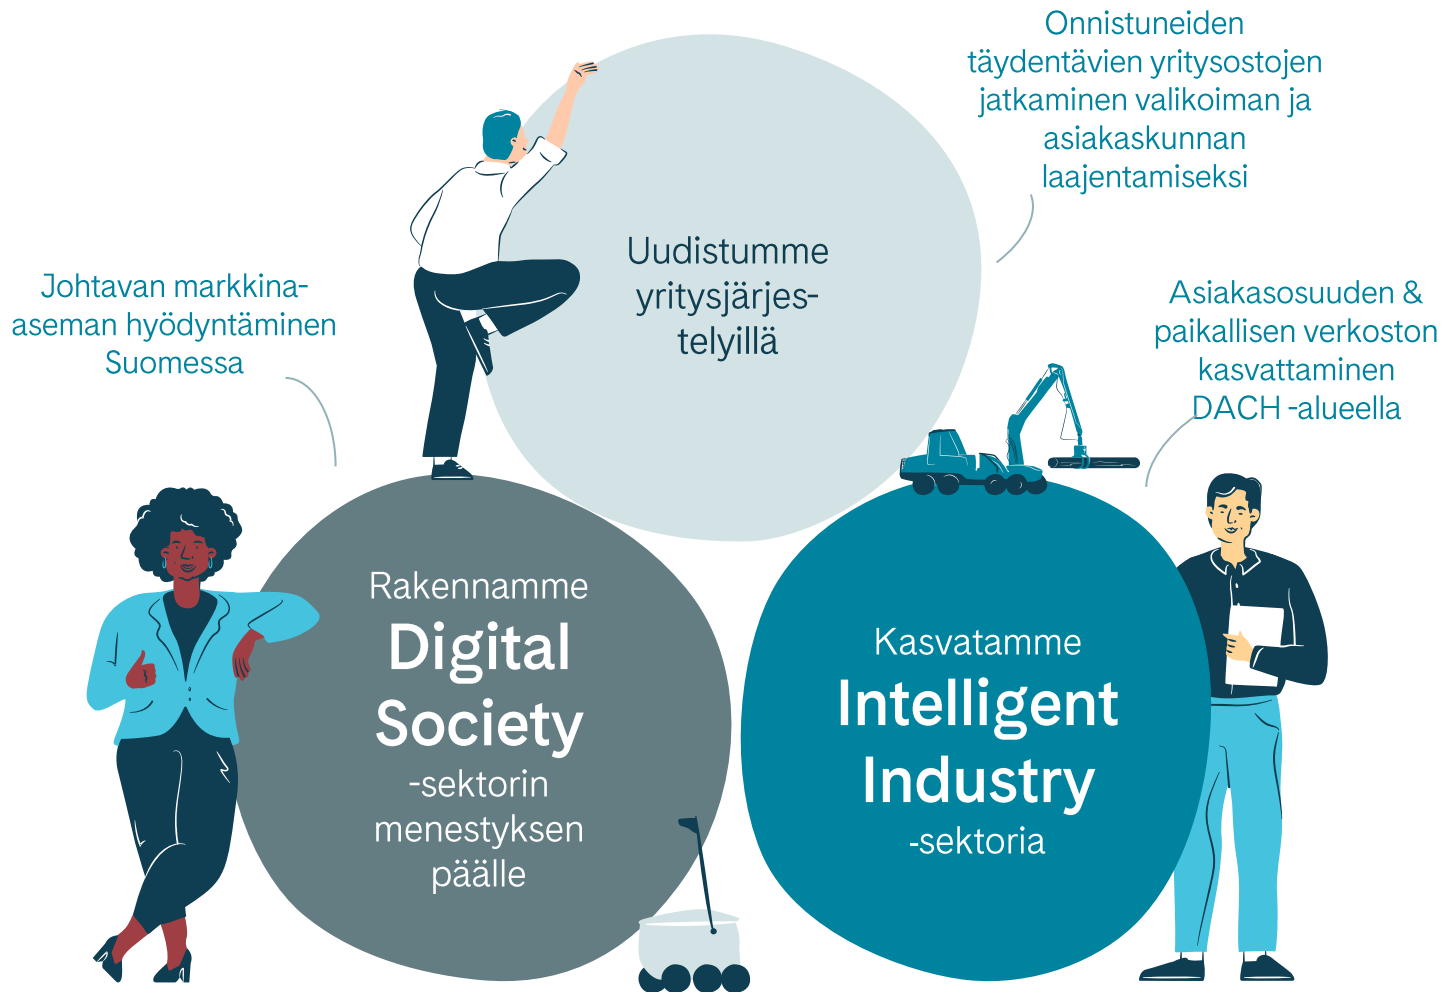 Onnistuneiden
täydentävien yritysostojen
jatkaminen valikoiman ja
asiakaskunnan
laajentamiseksi
Uudistumme
yritysjärjes-
telyillä
Johtavan markkina-
aseman hyödyntäminen
Suomessa
Asiakasosuuden &
paikallisen verkoston
kasvattaminen
DACH -alueella
Rakennamme
Digital
Society
-sektorin
menestyksen
päälle
Kasvatamme
Intelligent
Industry
-sektoria